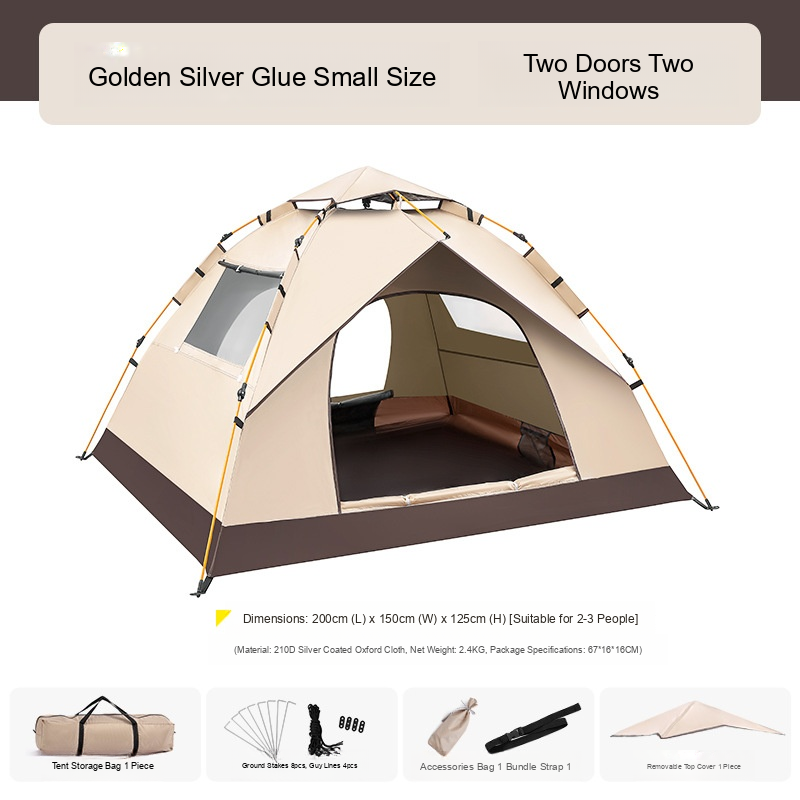 Golden Silver Glue Small Size
Two Doors Two
Windows
Dimensions: 200cm (L) x 150cm (W) x 125cm (H) [Suitable for 2-3 People]
(Material: 210D Silver Coated Oxford Cloth, Net Weight: 2.4KG, Package Specifications: 67*16*16CM)
Tent Storage Bag 1 Piece
Ground Stakes 8pcs, Guy Lines 4pcs
Accessories Bag 1 Bundle Strap 1
Removable Top Cover 1 Piece